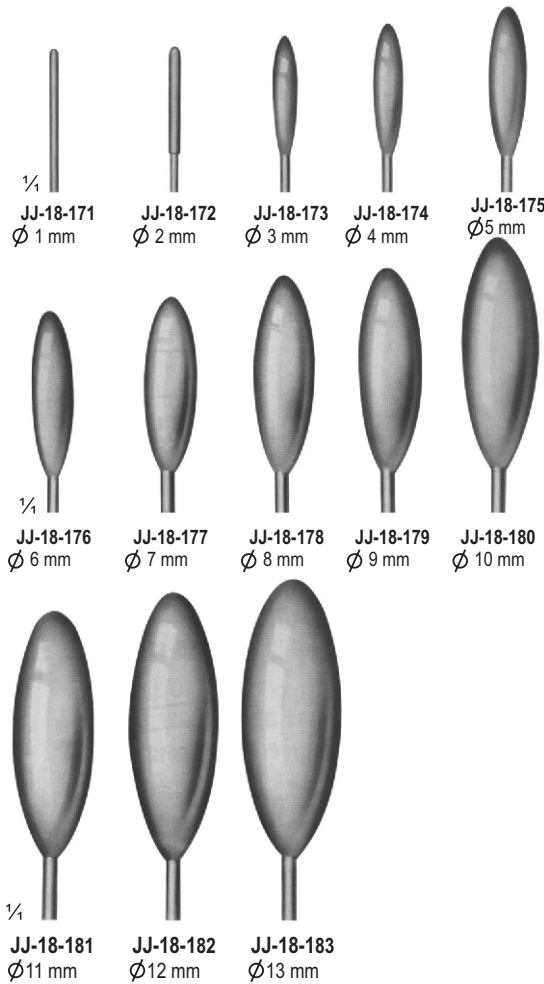 ¹⁄₁
JJ-18-171 JJ-18-172 JJ-18-173 JJ-18-174 JJ-18-175
Ø 1 mm Ø 2 mm Ø 3 mm Ø 4 mm Ø5 mm
¹⁄₁
JJ-18-176 JJ-18-177 JJ-18-178 JJ-18-179 JJ-18-180
Ø 6 mm Ø 7 mm Ø 8 mm Ø 9 mm Ø 10 mm
¹⁄₁
JJ-18-181 JJ-18-182 JJ-18-183
Ø11 mm Ø12 mm Ø13 mm